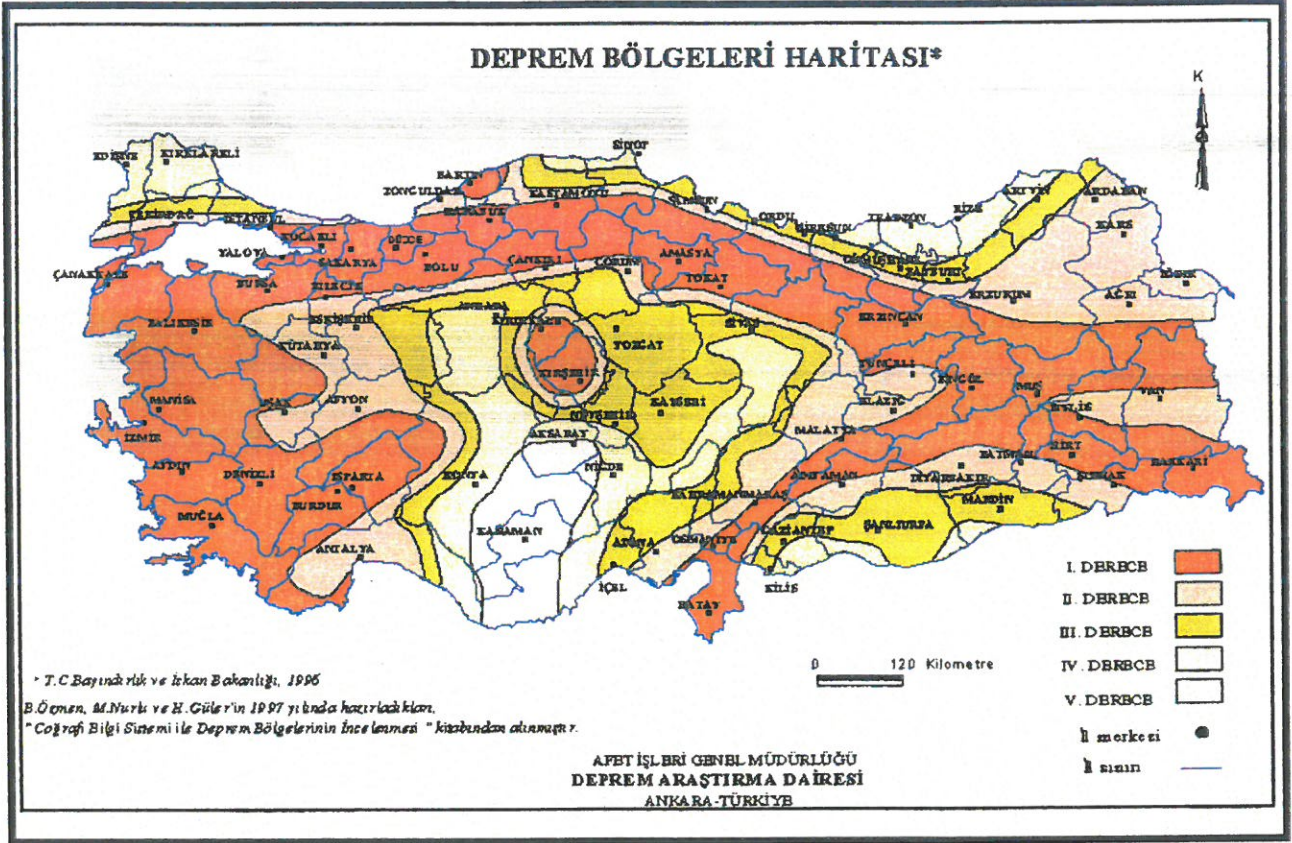 DEPREM BÖLGELERİ HARİTASI*
K
SİNOP
EDİRNE
KIRKLARELİ
BARTIN
ZONGULDAK
KASTAMONU
SAMSUN
ARTVİN
ARDAHAN
TEKİRDAĞ
İSTANBUL
KARABÜK
ORDU
GİRESUN
TRABZON
RİZE
KARS
KOCAELİ
YALOVA
SAKARYA
DÜZCE
BOLU
ÇANKIRI
ÇORUM
AMASYA
TOKAT
GÜMÜŞHANE
BAYBURT
IĞDIR
ÇANAKKALE
BURSA
BİLECİK
ERZURUM
AĞRI
BALIKESİR
ESKİŞEHİR
ANKARA
KIRIKKALE
YOZGAT
SİVAS
ERZİNCAN
KÜTAHYA
TUNCELİ
BİNGÖL
MUŞ
VAN
MANİSA
UŞAK
AFYON
KIRŞEHİR
NEVŞEHİR
KAYSERİ
ELAZIĞ
BİTLİS
İZMİR
AKSARAY
MALATYA
SİİRT
AYDIN
DENİZLİ
ISPARTA
KONYA
NİĞDE
KAHRAMANMARAŞ
ADIYAMAN
DİYARBAKIR
BATMAN
ŞIRNAK
HAKKARİ
BURDUR
MUĞLA
KARAMAN
MARDİN
ANTALYA
ADANA
OSMANİYE
GAZİANTEP
ŞANLIURFA
İÇEL
KİLİS
HATAY
I. DERECE
II. DERECE
III. DERECE
IV. DERECE
V. DERECE
İl merkezi
İl sınırı
0 120 Kilometre
* T.C Bayındırlık ve İskan Bakanlığı, 1996
B.Özmen, M.Nurlu ve H.Güler'in 1997 yılında hazırladıkları,
"Coğrafi Bilgi Sistemi ile Deprem Bölgelerinin İncelenmesi " kitabından alınmıştır.
AFET İŞLERİ GENEL MÜDÜRLÜĞÜ
DEPREM ARAŞTIRMA DAİRESİ
ANKARA-TÜRKİYE